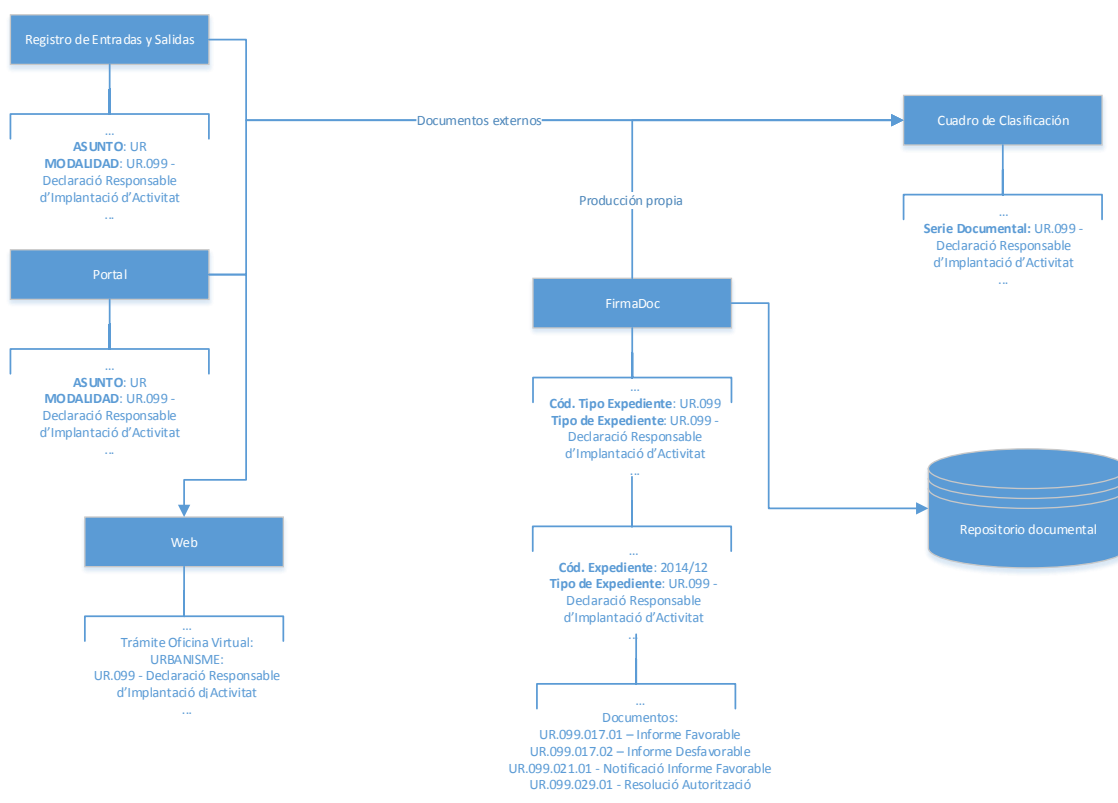 Registro de Entradas y Salidas
...
ASUNTO: UR
MODALIDAD: UR.099 -
Declaració Responsable
d'Implantació d'Activitat
...
Portal
...
ASUNTO: UR
MODALIDAD: UR.099 -
Declaració Responsable
d'Implantació d'Activitat
...
Web
...
Trámite Oficina Virtual:
URBANISME:
UR.099 - Declaració Responsable
d'Implantació d'Activitat
...
Documentos externos
Producción propia
FirmaDoc
...
Cód. Tipo Expediente: UR.099
Tipo de Expediente: UR.099 -
Declaració Responsable
d'Implantació d'Activitat
...
...
Cód. Expediente: 2014/12
Tipo de Expediente: UR.099 -
Declaració Responsable
d'Implantació d'Activitat
...
...
Documentos:
UR.099.017.01 – Informe Favorable
UR.099.017.02 – Informe Desfavorable
UR.099.021.01 - Notificació Informe Favorable
UR.099.029.01 - Resolució Autorització
Cuadro de Clasificación
...
Serie Documental: UR.099 -
Declaració Responsable
d'Implantació d'Activitat
...
Repositorio documental